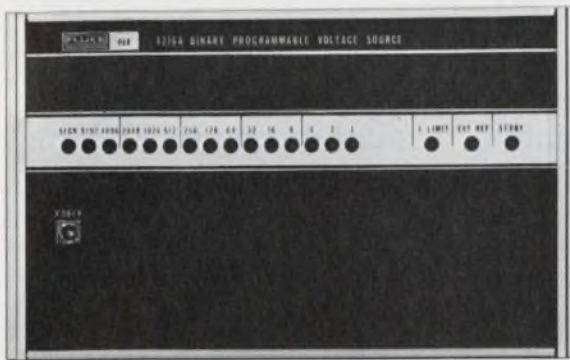 FLUKE 4216A BINARY PROGRAMMABLE VOLTAGE SOURCE
SIGN 8192 4096 2048 1024 512 256 128 64 32 16 8 4 2 1 I LIMIT EXT REF STDBY
POWER